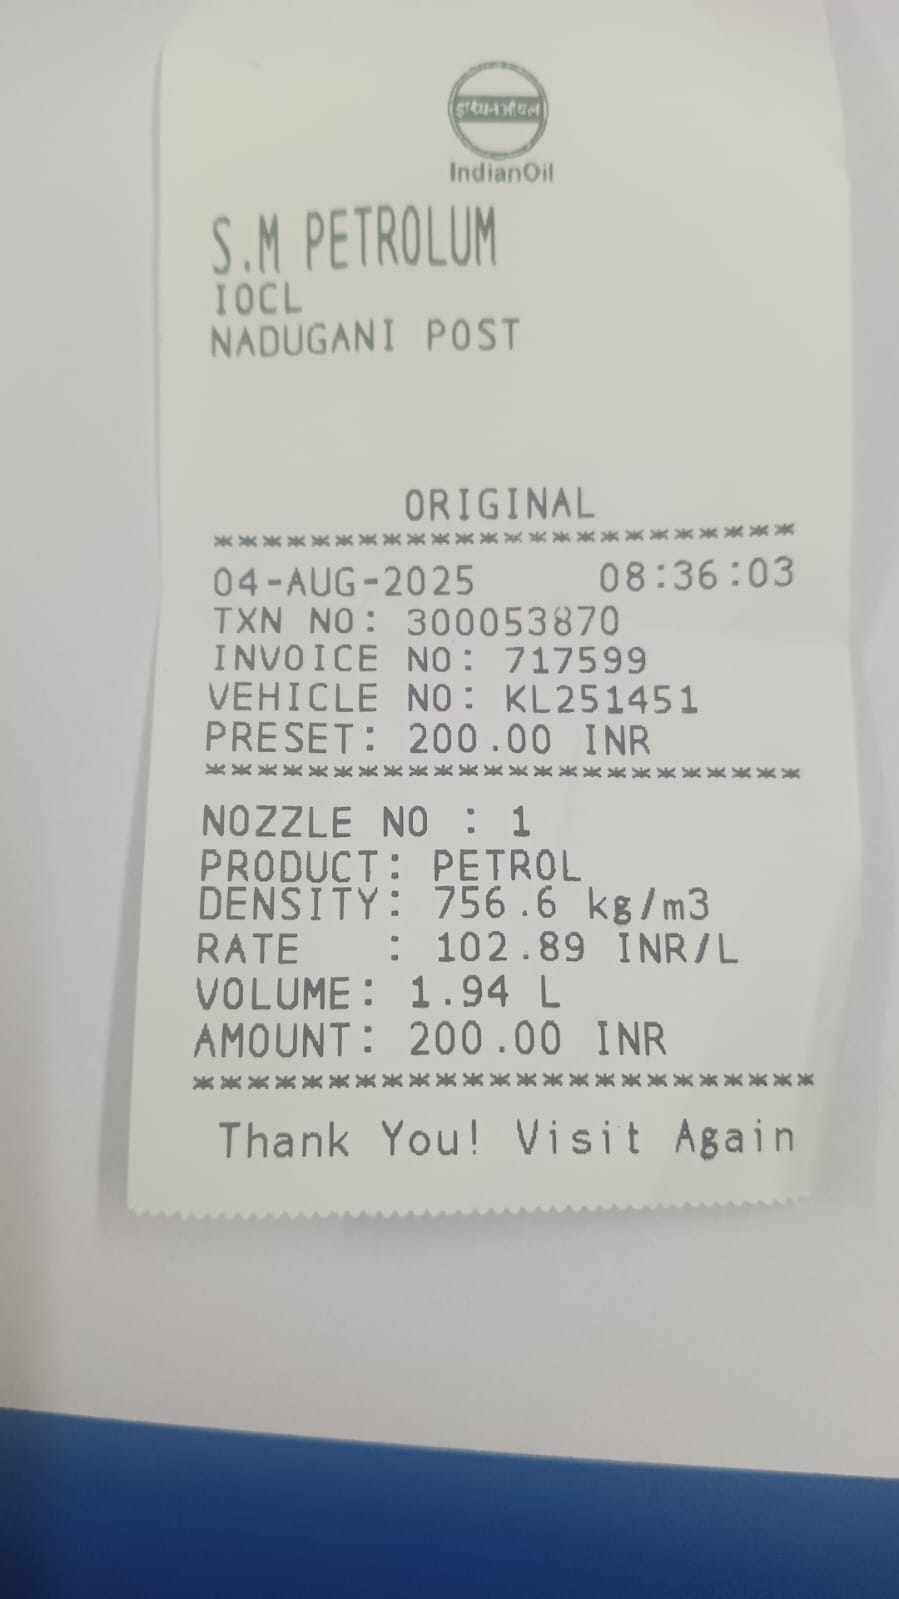 इंडियनऑयल
IndianOil
S.M PETROLUM
IOCL
NADUGANI POST
ORIGINAL
*************************
04-AUG-2025 08:36:03
TXN NO: 300053870
INVOICE NO: 717599
VEHICLE NO: KL251451
PRESET: 200.00 INR
*************************
NOZZLE NO : 1
PRODUCT: PETROL
DENSITY: 756.6 kg/m3
RATE : 102.89 INR/L
VOLUME: 1.94 L
AMOUNT: 200.00 INR
*************************
Thank You! Visit Again